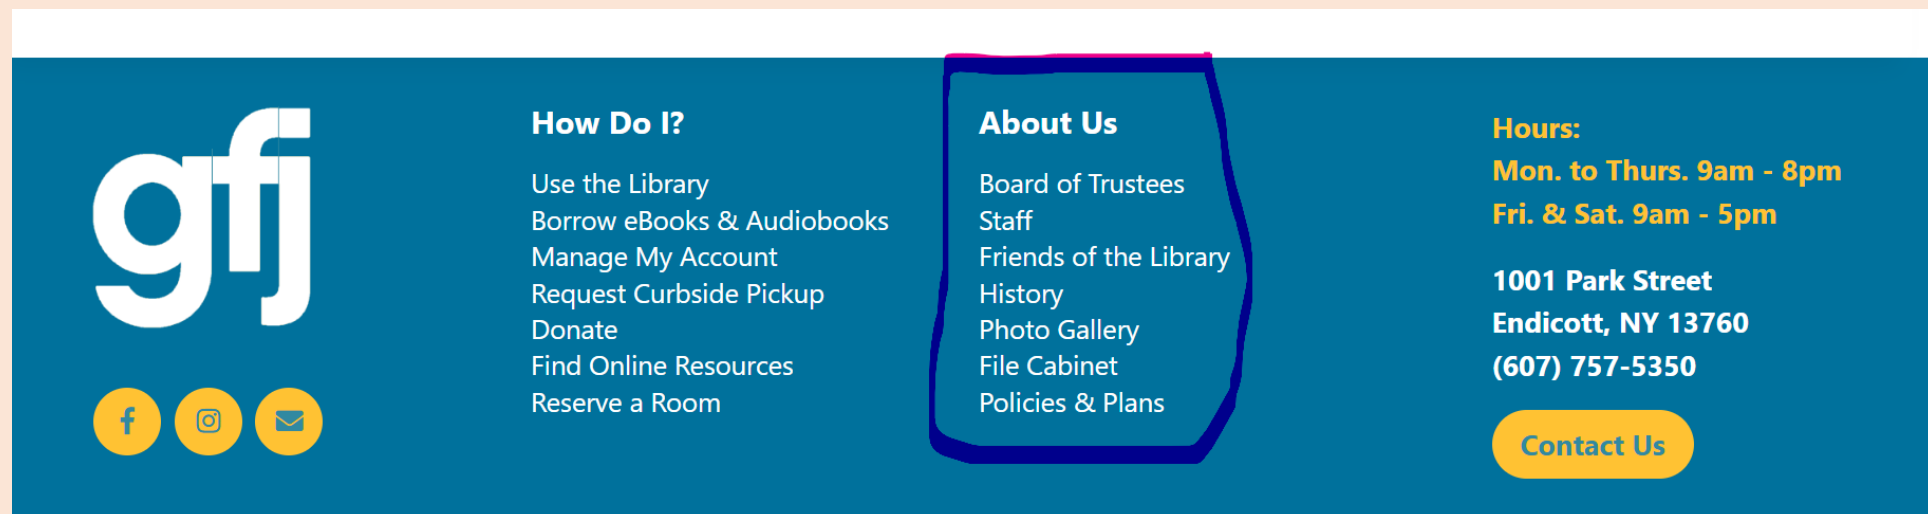 gfj
How Do I?
Use the Library
Borrow eBooks & Audiobooks
Manage My Account
Request Curbside Pickup
Donate
Find Online Resources
Reserve a Room
About Us
Board of Trustees
Staff
Friends of the Library
History
Photo Gallery
File Cabinet
Policies & Plans
Hours:
Mon. to Thurs. 9am - 8pm
Fri. & Sat. 9am - 5pm
1001 Park Street
Endicott, NY 13760
(607) 757-5350
Contact Us